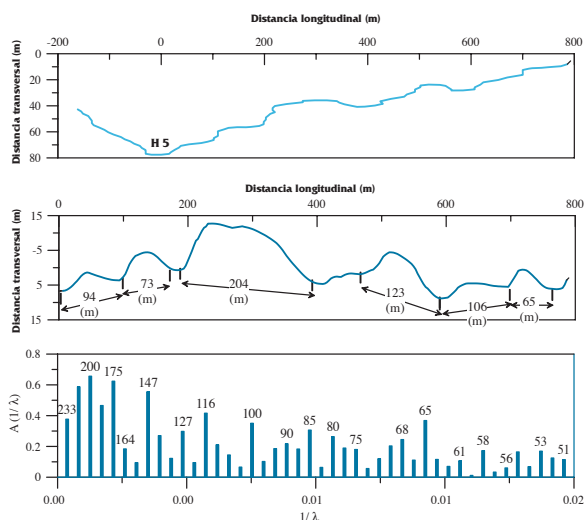 Distancia longitudinal (m)
-200 0 200 400 600 800
Distancia transversal (m)
0
20
40
60
80
H 5
Distancia longitudinal (m)
0 200 400 600 800
Distancia transversal (m)
15
-5
5
15
94
(m)
73
(m)
204
(m)
123
(m)
106
(m)
65
(m)
A (1/ λ)
0.8
0.6
0.4
0.2
0
233 200 175 164 147 127 116 100 90 85 80 75 68 65 61 58 56 53 51
0.00 0.00 0.01 0.01 0.02
1/ λ